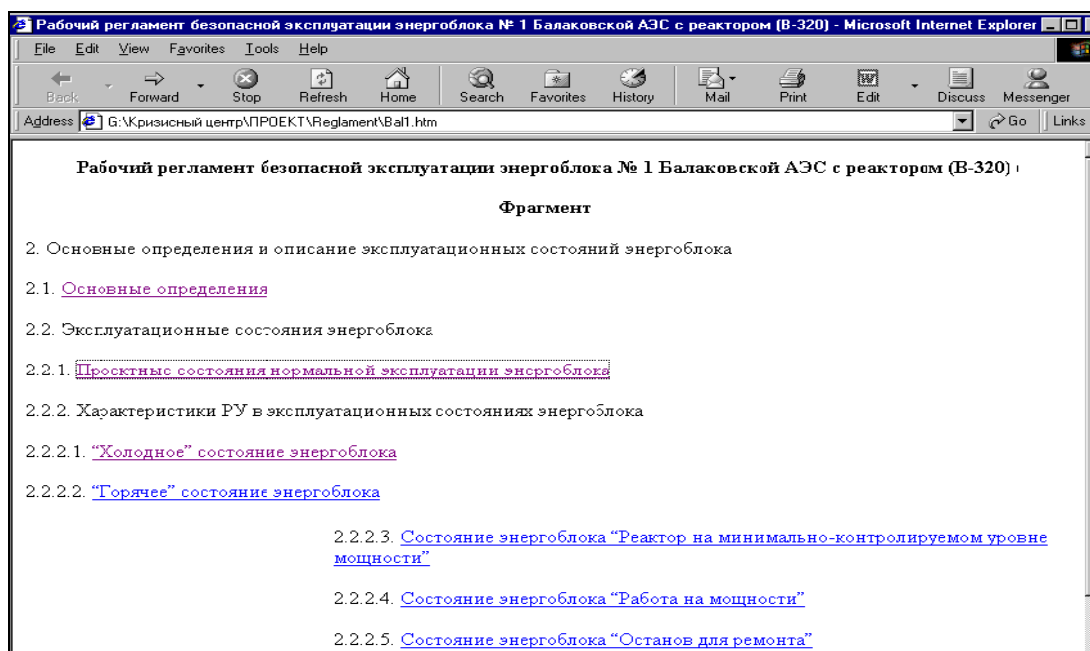 Рабочий регламент безопасной эксплуатации энергоблока № 1 Балаковской АЭС с реактором (В-320) - Microsoft Internet Explorer
File Edit View Favorites Tools Help
Back Forward Stop Refresh Home Search Favorites History Mail Print Edit Discuss Messenger
Address G:\Кризисный центр\ПРОЕКТ\Reglament\Bal1.htm Go Links
Рабочий регламент безопасной эксплуатации энергоблока № 1 Балаковской АЭС с реактором (В-320)
Фрагмент
2. Основные определения и описание эксплуатационных состояний энергоблока
2.1. Основные определения
2.2. Эксплуатационные состояния энергоблока
2.2.1. Проектные состояния нормальной эксплуатации энергоблока
2.2.2. Характеристики РУ в эксплуатационных состояниях энергоблока
2.2.2.1. “Холодное” состояние энергоблока
2.2.2.2. “Горячее” состояние энергоблока
2.2.2.3. Состояние энергоблока “Реактор на минимально-контролируемом уровне
мощности”
2.2.2.4. Состояние энергоблока “Работа на мощности”
2.2.2.5. Состояние энергоблока “Останов для ремонта”